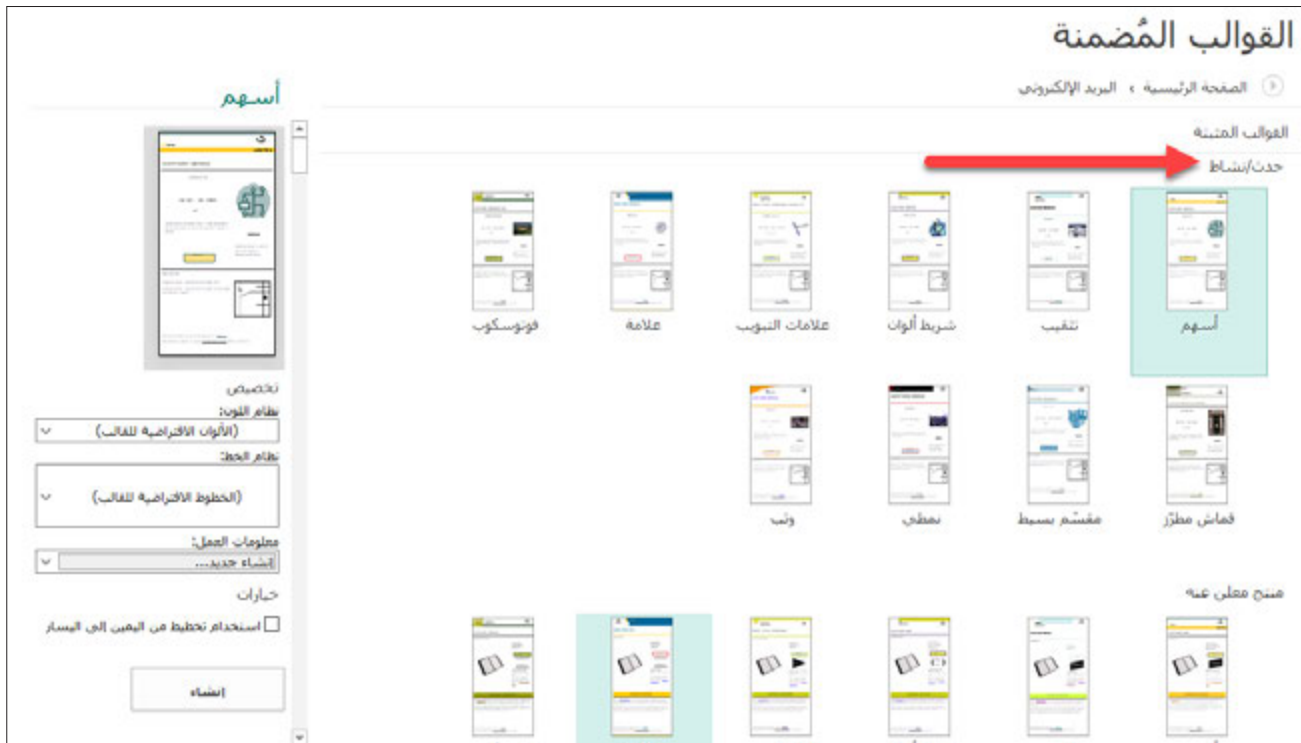 القوالب المُضمنة
الصفحة الرئيسية › البريد الإلكتروني
القوالب المثبتة
حدث/نشاط
أسهم
تثقيب
شريط ألوان
علامات التبويب
علامة
فوتوسكوب
قماش مطرّز
مقسّم بسيط
نمطي
وثب
منتج معلن عنه
أسهم
تخصيص
نظام اللون:
(الألوان الافتراضية للقالب)
نظام الخط:
(الخطوط الافتراضية للقالب)
معلومات العمل:
إنشاء جديد...
خيارات
استخدام تخطيط من اليمين إلى اليسار
إنشاء